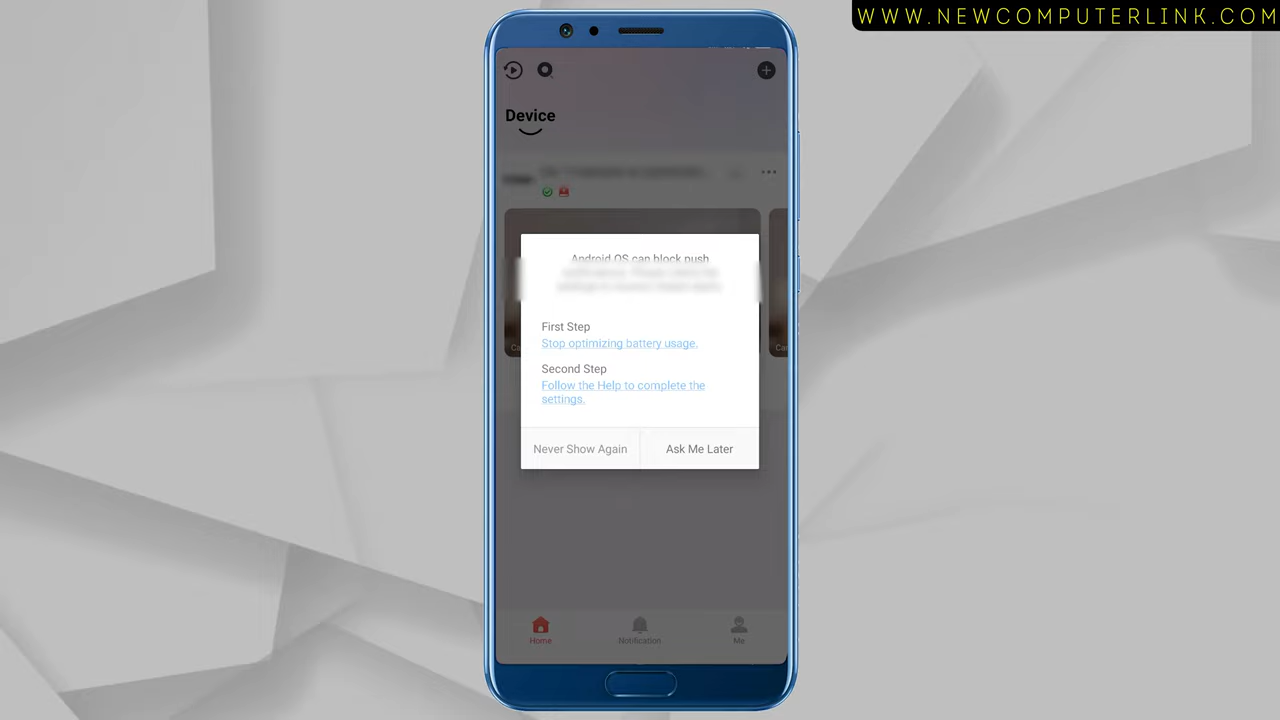 WWW.NEWCOMPUTERLINK.COM
Device
Android OS can block push
First Step
Stop optimizing battery usage.
Second Step
Follow the Help to complete the
settings.
Never Show Again
Ask Me Later
Home
Notification
Me